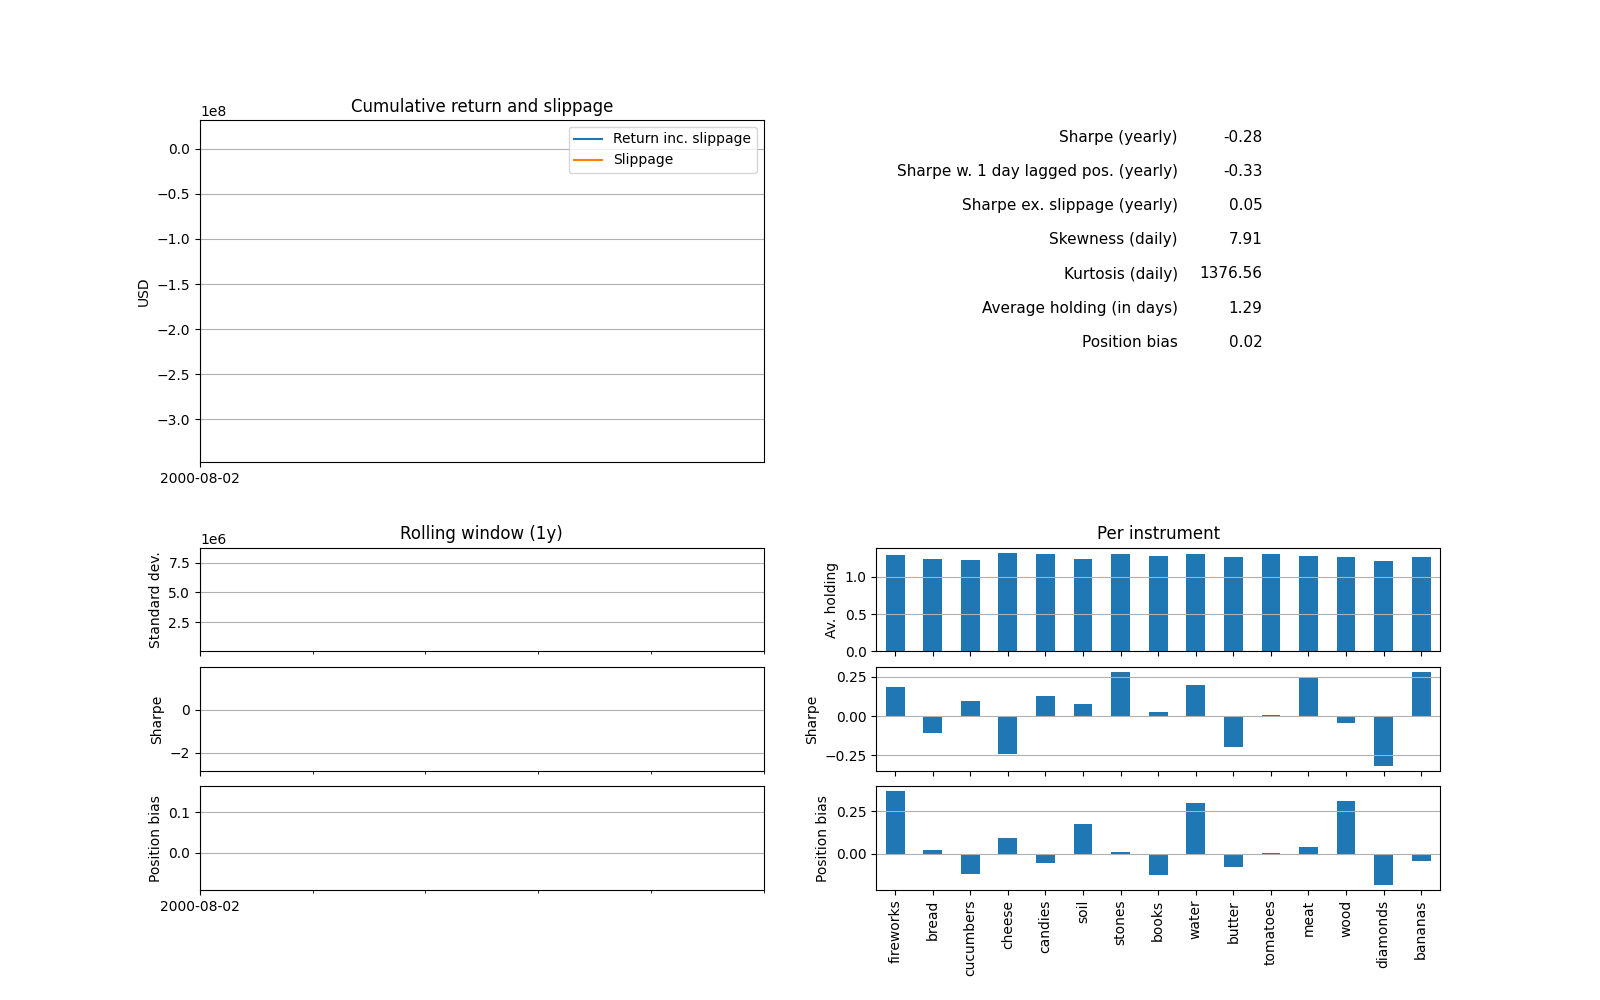 Cumulative return and slippage
1e8
Return inc. slippage
Slippage
0.0
−0.5
−1.0
−1.5
−2.0
−2.5
−3.0
USD
2000-08-02
Sharpe (yearly) -0.28
Sharpe w. 1 day lagged pos. (yearly) -0.33
Sharpe ex. slippage (yearly) 0.05
Skewness (daily) 7.91
Kurtosis (daily) 1376.56
Average holding (in days) 1.29
Position bias 0.02
Rolling window (1y)
1e6
7.5
5.0
2.5
Standard dev.
0
−2
Sharpe
0.1
0.0
Position bias
2000-08-02
Per instrument
1.0
0.5
0.0
Av. holding
0.25
0.00
−0.25
Sharpe
0.25
0.00
Position bias
fireworks
bread
cucumbers
cheese
candies
soil
stones
books
water
butter
tomatoes
meat
wood
diamonds
bananas